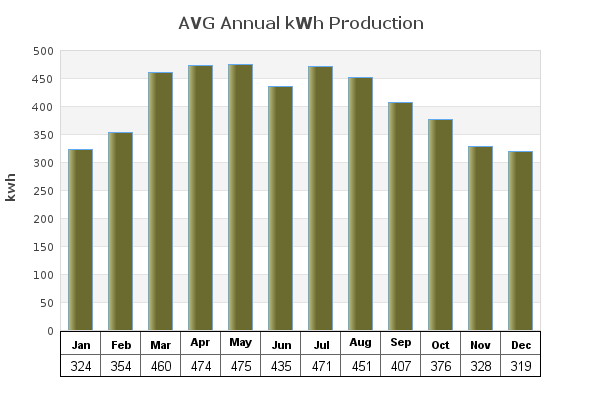 AVG Annual kWh Production
500
450
400
350
300
250
200
150
100
50
0
kwh
Jan Feb Mar Apr May Jun Jul Aug Sep Oct Nov Dec
324 354 460 474 475 435 471 451 407 376 328 319